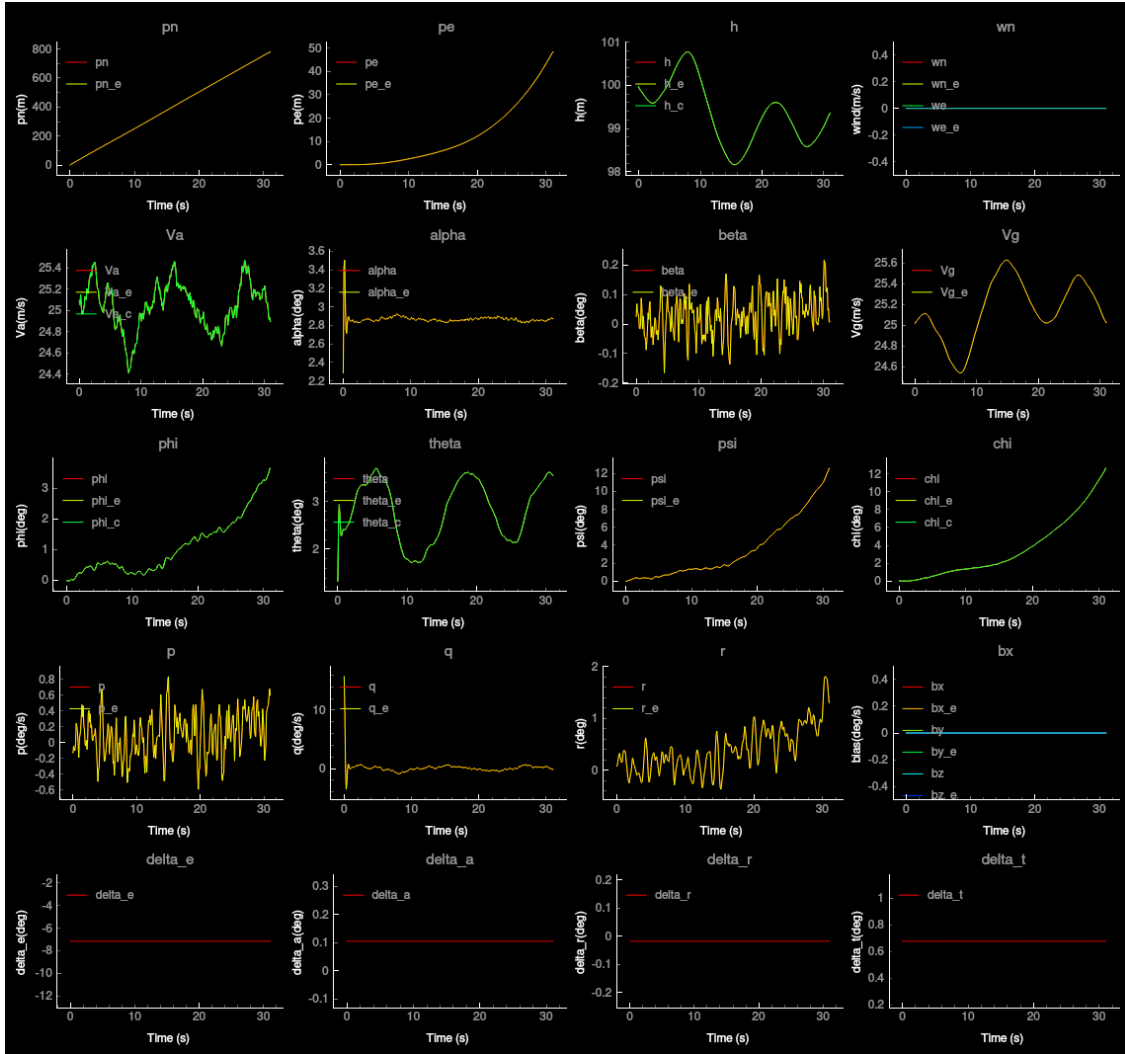 pn
pe
h
wn
800
600
400
200
0
pn(m)
pn
pn_e
0
10
20
30
Time (s)
50
40
30
20
10
0
pe(m)
pe
pe_e
0
10
20
30
Time (s)
101
100
99
98
h(m)
h
h_e
h_c
0
10
20
30
Time (s)
0.4
0.2
0
-0.2
-0.4
wind(m/s)
wn
wn_e
we
we_e
0
10
20
30
Time (s)
Va
alpha
beta
Vg
25.4
25.2
25
24.8
24.6
24.4
Va(m/s)
Va
Va_e
Va_c
0
10
20
30
Time (s)
3.6
3.4
3.2
3
2.8
2.6
2.4
2.2
alpha(deg)
alpha
alpha_e
0
10
20
30
Time (s)
0.2
0.1
0
-0.1
-0.2
beta(deg)
beta
beta_e
0
10
20
30
Time (s)
25.6
25.4
25.2
25
24.8
24.6
Vg(m/s)
Vg
Vg_e
0
10
20
30
Time (s)
phi
theta
psi
chi
3
2
1
0
phi(deg)
phi
phi_e
phi_c
0
10
20
30
Time (s)
3
2
theta(deg)
theta
theta_e
theta_c
0
10
20
30
Time (s)
12
10
8
6
4
2
0
psi(deg)
psi
psi_e
0
10
20
30
Time (s)
12
10
8
6
4
2
0
chi(deg)
chi
chi_e
chi_c
0
10
20
30
Time (s)
p
q
r
bx
0.8
0.6
0.4
0.2
0
-0.2
-0.4
-0.6
p(deg/s)
p
p_e
0
10
20
30
Time (s)
10
0
q(deg/s)
q
q_e
0
10
20
30
Time (s)
2
1
0
r(deg)
r
r_e
0
10
20
30
Time (s)
0.4
0.2
0
-0.2
-0.4
bias(deg/s)
bx
bx_e
by
by_e
bz
bz_e
0
10
20
30
Time (s)
delta_e
delta_a
delta_r
delta_t
-2
-4
-6
-8
-10
-12
delta_e(deg)
delta_e
0
10
20
30
Time (s)
0.3
0.2
0.1
0
-0.1
delta_a(deg)
delta_a
0
10
20
30
Time (s)
0.2
0.1
0
-0.1
-0.2
delta_r(deg)
delta_r
0
10
20
30
Time (s)
1
0.8
0.6
0.4
0.2
delta_t(deg)
delta_t
0
10
20
30
Time (s)